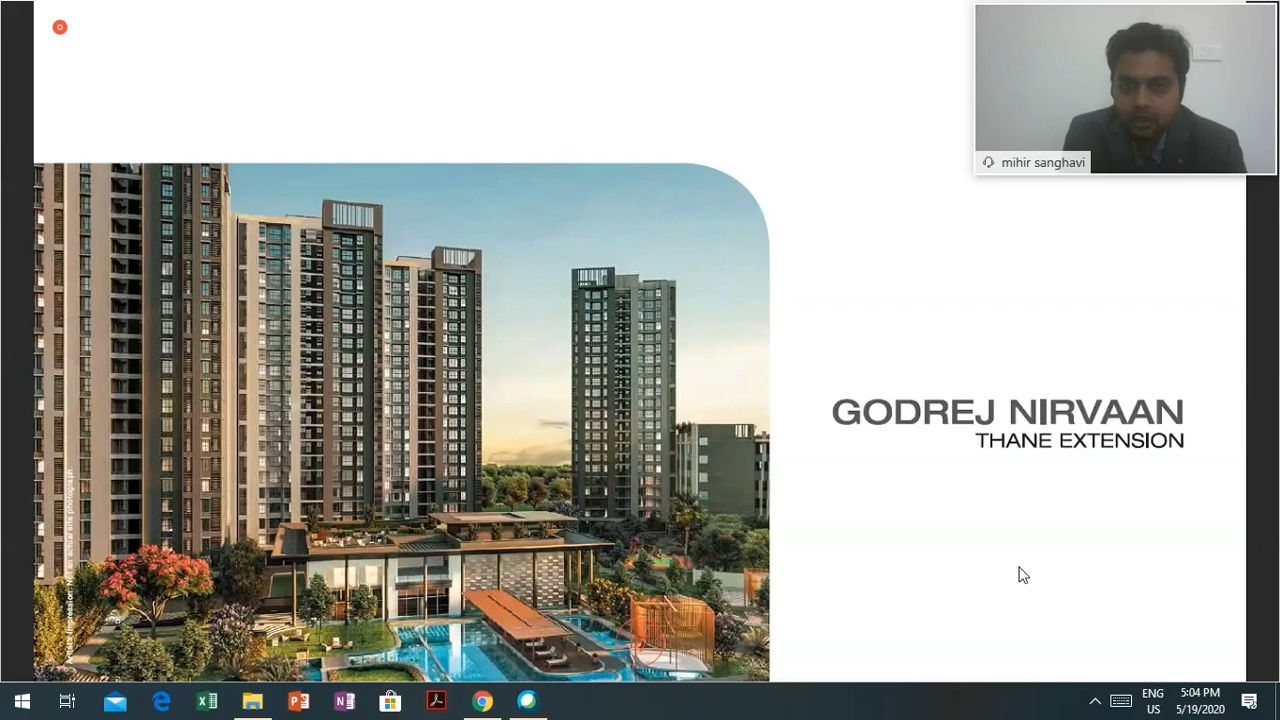 mihir sanghavi
GODREJ NIRVAAN
THANE EXTENSION
ENG
US
5:04 PM
5/19/2020